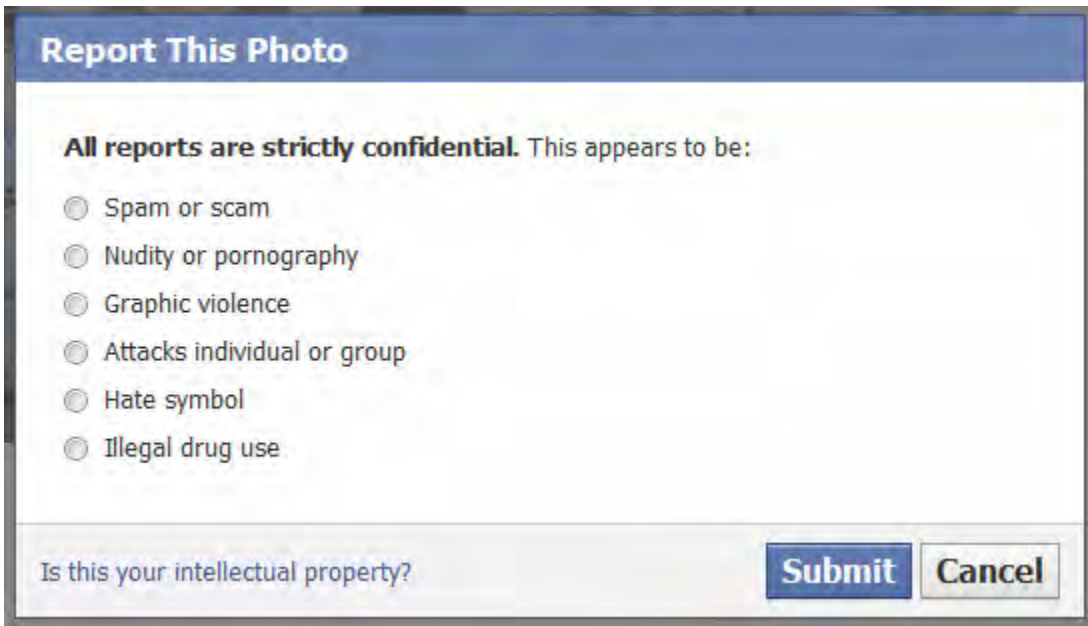 Report This Photo
All reports are strictly confidential. This appears to be:
Spam or scam
Nudity or pornography
Graphic violence
Attacks individual or group
Hate symbol
Illegal drug use
Is this your intellectual property?
Submit Cancel